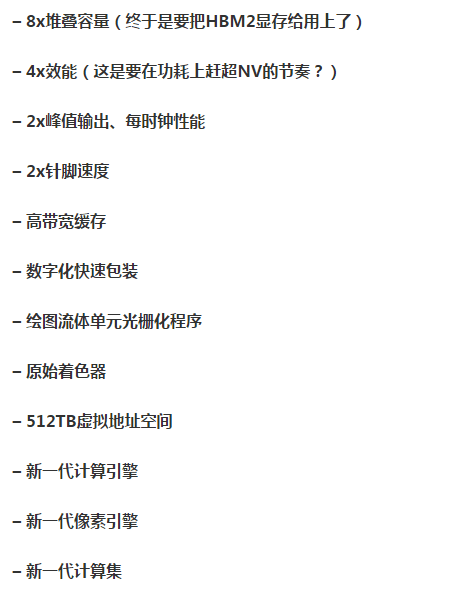 – 8x堆叠容量（终于是要把HBM2显存给用上了）
– 4x效能（这是要在功耗上赶超NV的节奏？）
– 2x峰值输出、每时钟性能
– 2x针脚速度
– 高带宽缓存
– 数字化快速包装
– 绘图流体单元光栅化程序
– 原始着色器
– 512TB虚拟地址空间
– 新一代计算引擎
– 新一代像素引擎
– 新一代计算集